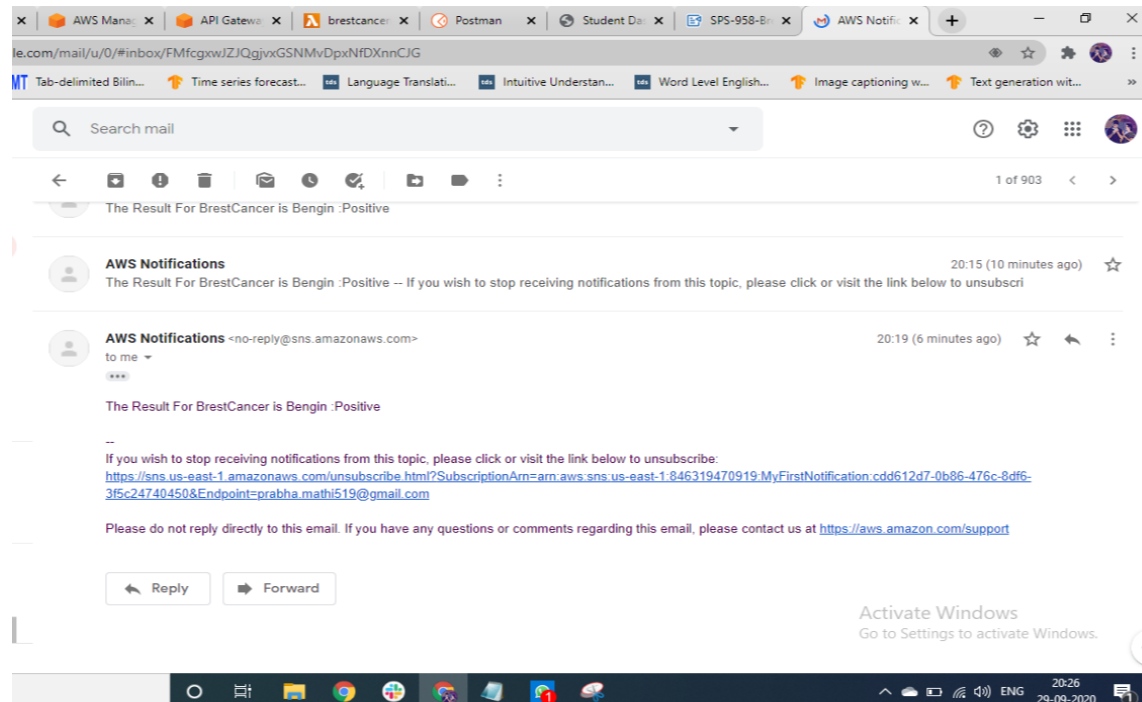 AWS Manag
API Gatewa
brestcancer
Postman
Student Da
SPS-958-Br
AWS Notific
le.com/mail/u/0/#inbox/FMfcgxwJZJQgjvxGSNMvDpxNfDXnnCJG
MT Tab-delimited Bilin... Time series forecast... tds Language Translati... tds Intuitive Understan... tds Word Level English... Image captioning w... Text generation wit... »
Search mail
1 of 903
The Result For BrestCancer is Bengin :Positive
AWS Notifications 20:15 (10 minutes ago)
The Result For BrestCancer is Bengin :Positive -- If you wish to stop receiving notifications from this topic, please click or visit the link below to unsubscri
AWS Notifications <no-reply@sns.amazonaws.com> 20:19 (6 minutes ago)
to me
The Result For BrestCancer is Bengin :Positive
--
If you wish to stop receiving notifications from this topic, please click or visit the link below to unsubscribe:
https://sns.us-east-1.amazonaws.com/unsubscribe.html?SubscriptionArn=arn:aws:sns:us-east-1:846319470919:MyFirstNotification:cdd612d7-0b86-476c-8df6-
3f5c24740450&Endpoint=prabha.mathi519@gmail.com
Please do not reply directly to this email. If you have any questions or comments regarding this email, please contact us at https://aws.amazon.com/support
Reply Forward
Activate Windows
Go to Settings to activate Windows.
ENG 20:26
29-09-2020